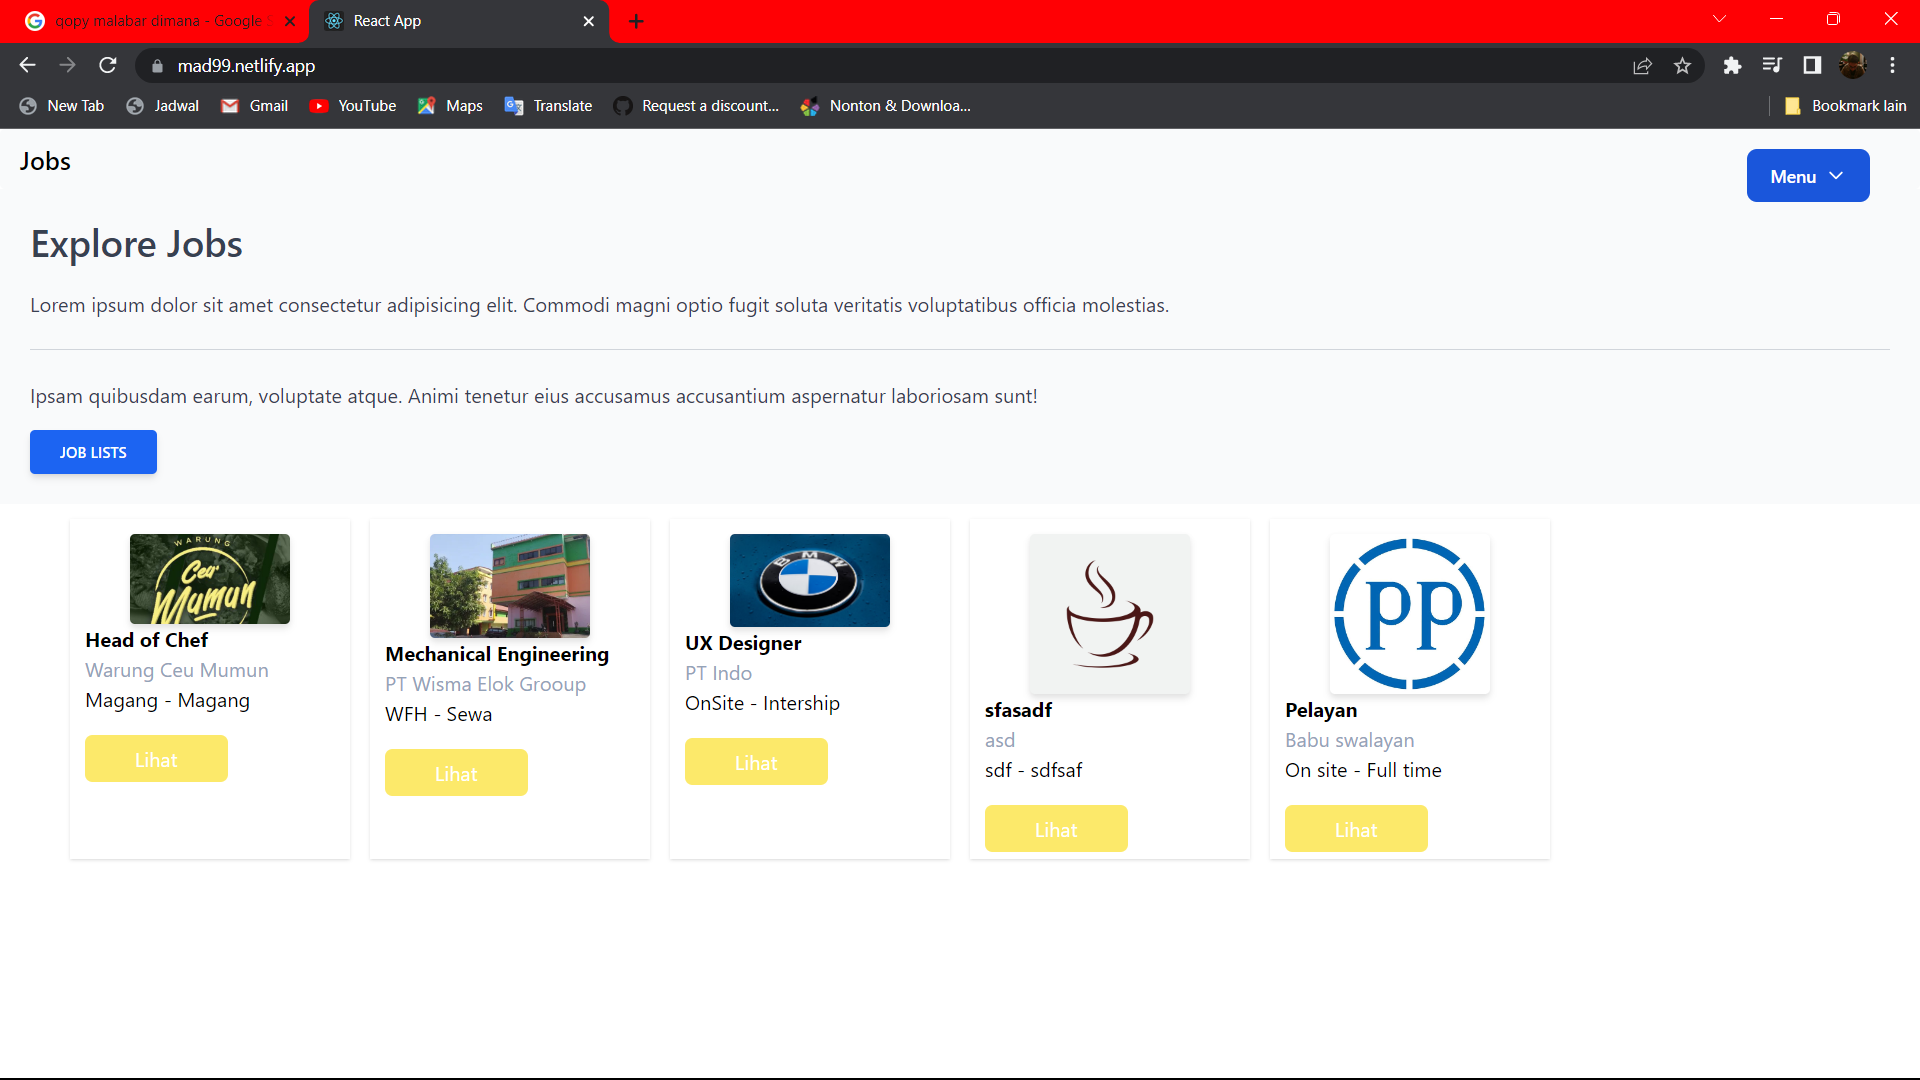 qopy malabar dimana - Google S
React App
mad99.netlify.app
New Tab
Jadwal
Gmail
YouTube
Maps
Translate
Request a discount...
Nonton & Downloa...
Bookmark lain
Jobs
Menu
Explore Jobs
Lorem ipsum dolor sit amet consectetur adipisicing elit. Commodi magni optio fugit soluta veritatis voluptatibus officia molestias.
Ipsam quibusdam earum, voluptate atque. Animi tenetur eius accusamus accusantium aspernatur laboriosam sunt!
JOB LISTS
WARUNG
Ceu
Mumun
Head of Chef
Warung Ceu Mumun
Magang - Magang
Lihat
Mechanical Engineering
PT Wisma Elok Grooup
WFH - Sewa
Lihat
BMW
UX Designer
PT Indo
OnSite - Intership
Lihat
sfasadf
asd
sdf - sdfsaf
Lihat
pp
Pelayan
Babu swalayan
On site - Full time
Lihat